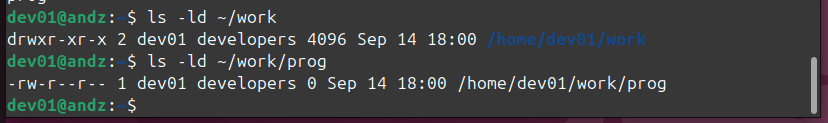 prog
dev01@andz:~$ ls -ld ~/work
drwxr-xr-x 2 dev01 developers 4096 Sep 14 18:00 /home/dev01/work
dev01@andz:~$ ls -ld ~/work/prog
-rw-r--r-- 1 dev01 developers 0 Sep 14 18:00 /home/dev01/work/prog
dev01@andz:~$